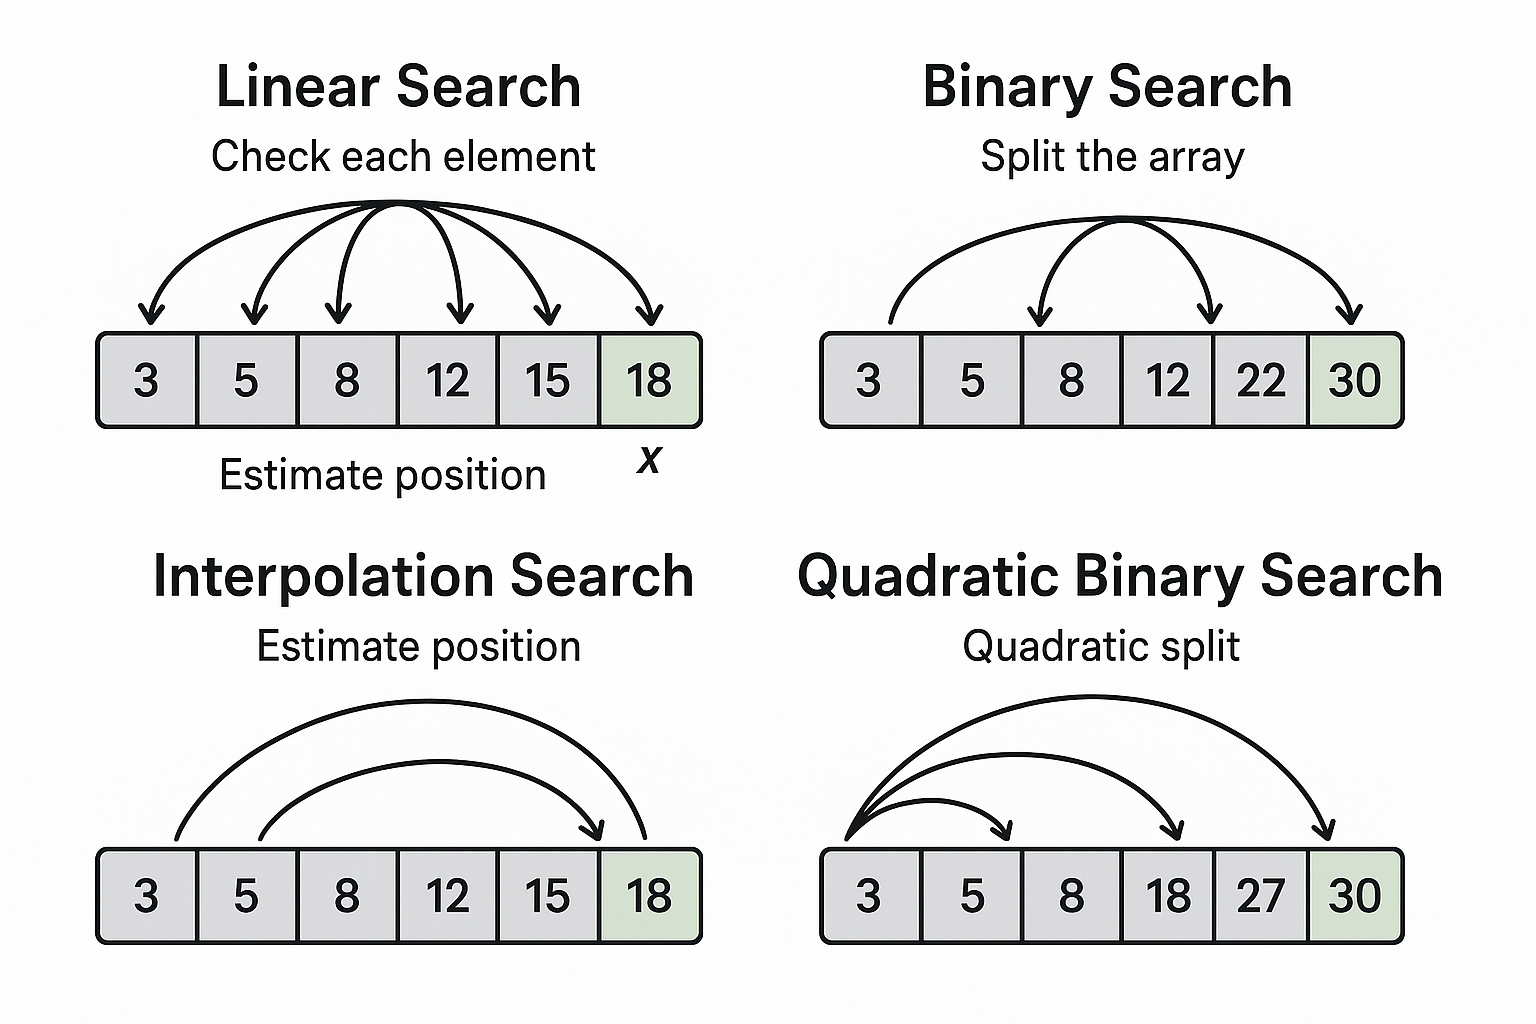 Linear Search
Check each element
3 5 8 12 15 18
x
Estimate position
Binary Search
Split the array
3 5 8 12 22 30
Interpolation Search
Estimate position
3 5 8 12 15 18
Quadratic Binary Search
Quadratic split
3 5 8 18 27 30